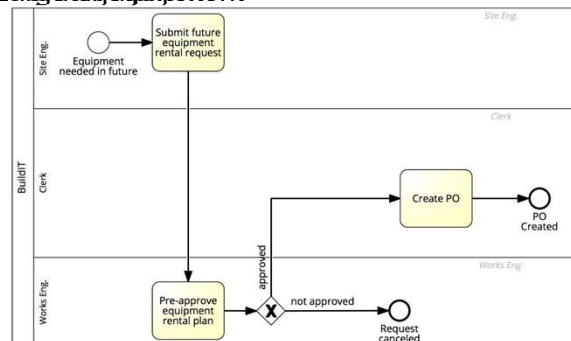 Site Eng.
Submit future
equipment
rental request
Equipment
needed in future
Site Eng.
Clerk
BuildIT
Clerk
Create PO
PO
Created
approved
Works Eng.
Works Eng.
Pre-approve
equipment
rental plan
X
not approved
Request
canceled